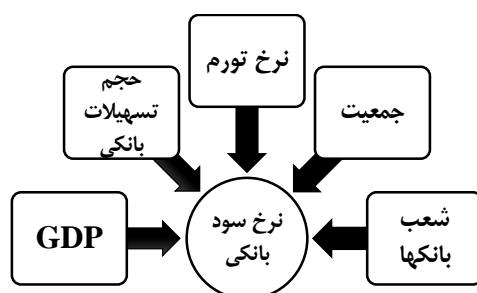 نرخ تورم
حجم
تسهیلات
بانکی
جمعیت
GDP
نرخ سود
بانکی
شعب
بانکها